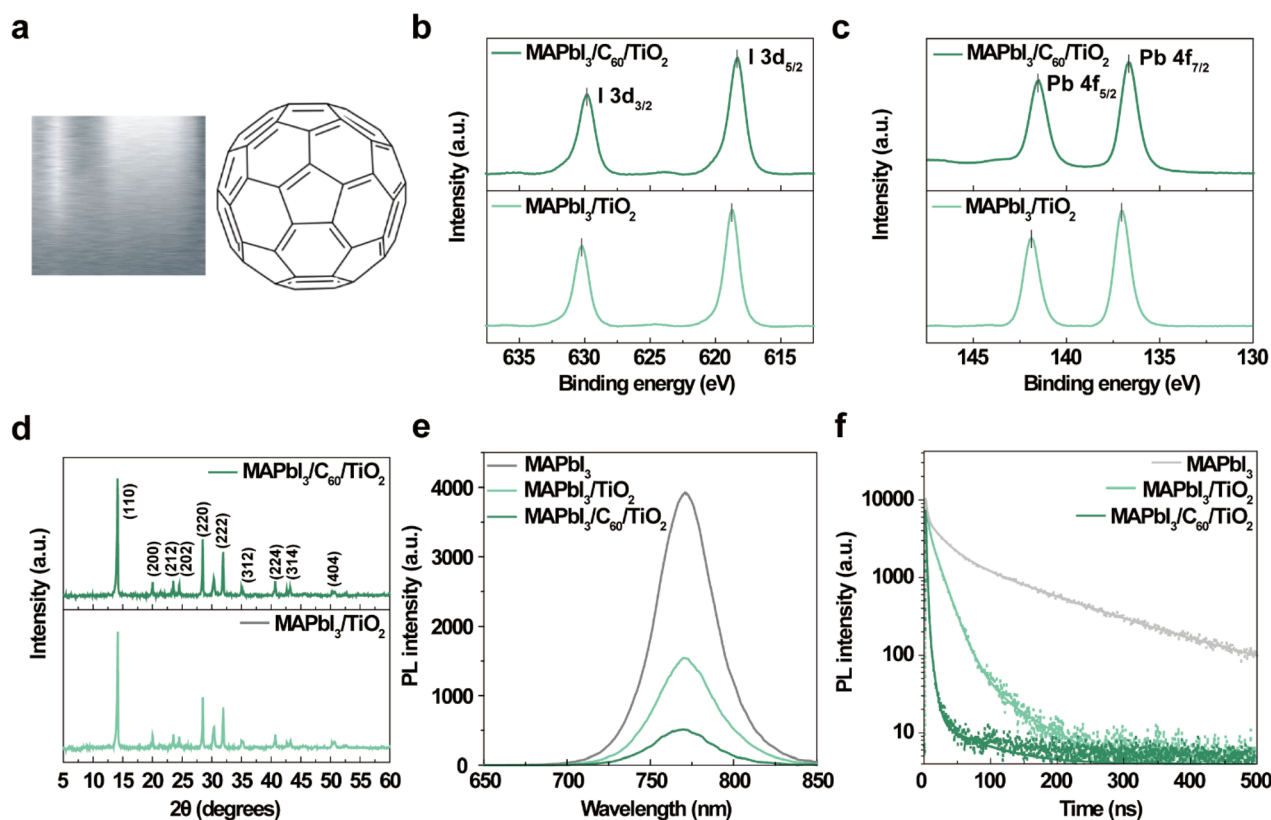 a
b
MAPbI₃/C₆₀/TiO₂
I 3d₅/₂
I 3d₃/₂
MAPbI₃/TiO₂
Intensity (a.u.)
635 630 625 620 615
Binding energy (eV)
c
MAPbI₃/C₆₀/TiO₂
Pb 4f₇/₂
Pb 4f₅/₂
MAPbI₃/TiO₂
Intensity (a.u.)
145 140 135 130
Binding energy (eV)
d
MAPbI₃/C₆₀/TiO₂
(110)
(200)
(212)
(202)
(220)
(222)
(312)
(224)
(314)
(404)
MAPbI₃/TiO₂
Intensity (a.u.)
5 10 15 20 25 30 35 40 45 50 55 60
2θ (degrees)
e
MAPbI₃
MAPbI₃/TiO₂
MAPbI₃/C₆₀/TiO₂
PL intensity (a.u.)
4000
3000
2000
1000
0
650 700 750 800 850
Wavelength (nm)
f
MAPbI₃
MAPbI₃/TiO₂
MAPbI₃/C₆₀/TiO₂
PL intensity (a.u.)
10000
1000
100
10
0 100 200 300 400 500
Time (ns)